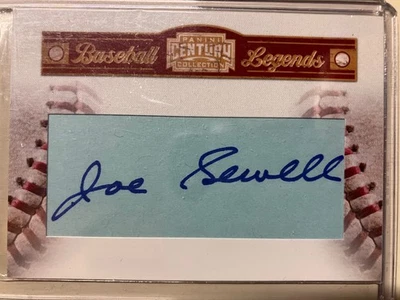 PANINI
Baseball CENTURY Legends
COLLECTION
Joe Sewell